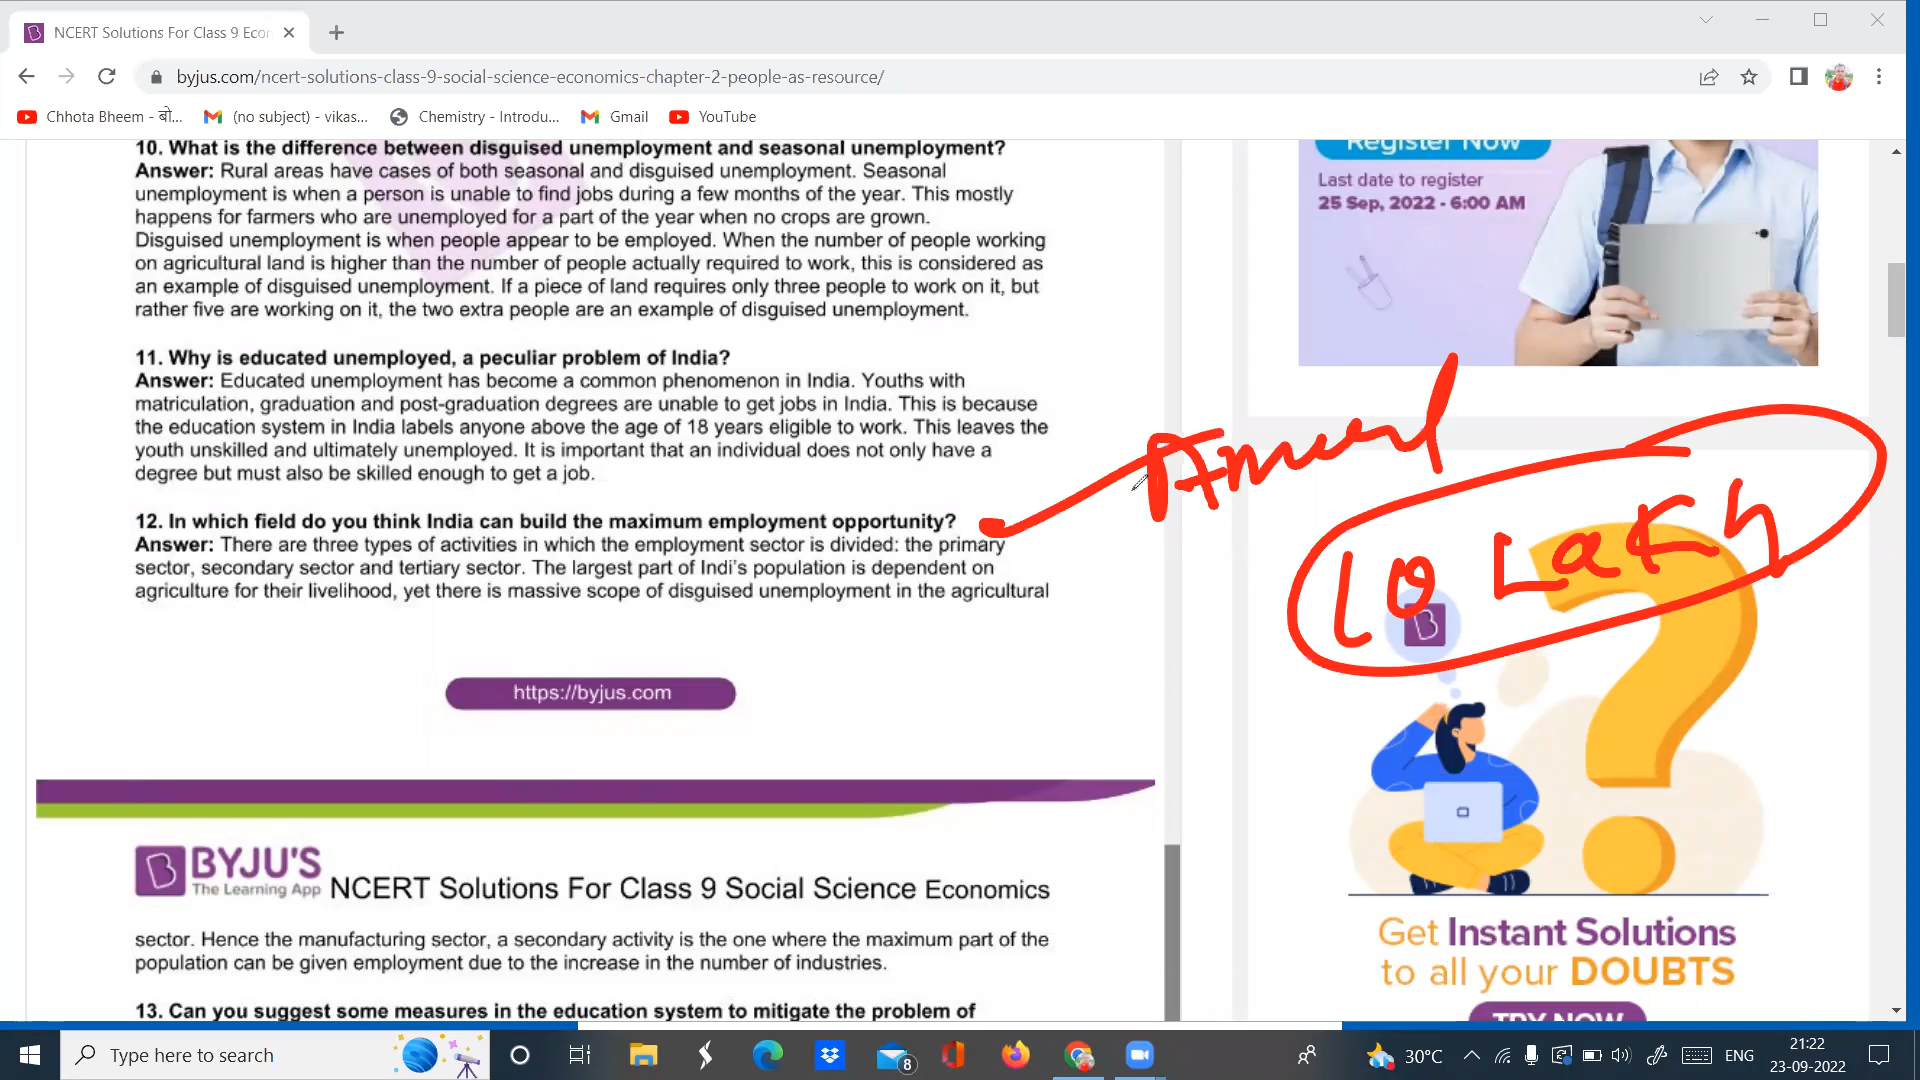 NCERT Solutions For Class 9 Econ
byjus.com/ncert-solutions-class-9-social-science-economics-chapter-2-people-as-resource/
Chhota Bheem - बो...
(no subject) - vikas...
Chemistry - Introdu...
Gmail
YouTube
10. What is the difference between disguised unemployment and seasonal unemployment?
Answer: Rural areas have cases of both seasonal and disguised unemployment. Seasonal
unemployment is when a person is unable to find jobs during a few months of the year. This mostly
happens for farmers who are unemployed for a part of the year when no crops are grown.
Disguised unemployment is when people appear to be employed. When the number of people working
on agricultural land is higher than the number of people actually required to work, this is considered as
an example of disguised unemployment. If a piece of land requires only three people to work on it, but
rather five are working on it, the two extra people are an example of disguised unemployment.
11. Why is educated unemployed, a peculiar problem of India?
Answer: Educated unemployment has become a common phenomenon in India. Youths with
matriculation, graduation and post-graduation degrees are unable to get jobs in India. This is because
the education system in India labels anyone above the age of 18 years eligible to work. This leaves the
youth unskilled and ultimately unemployed. It is important that an individual does not only have a
degree but must also be skilled enough to get a job.
12. In which field do you think India can build the maximum employment opportunity?
Answer: There are three types of activities in which the employment sector is divided: the primary
sector, secondary sector and tertiary sector. The largest part of Indi's population is dependent on
agriculture for their livelihood, yet there is massive scope of disguised unemployment in the agricultural
https://byjus.com
BYJU'S
The Learning App
NCERT Solutions For Class 9 Social Science Economics
sector. Hence the manufacturing sector, a secondary activity is the one where the maximum part of the
population can be given employment due to the increase in the number of industries.
13. Can you suggest some measures in the education system to mitigate the problem of
Register Now
Last date to register
25 Sep, 2022 - 6:00 AM
10 LaKh
Get Instant Solutions
to all your DOUBTS
TRY NOW
Type here to search
8
30°C
ENG
21:22
23-09-2022